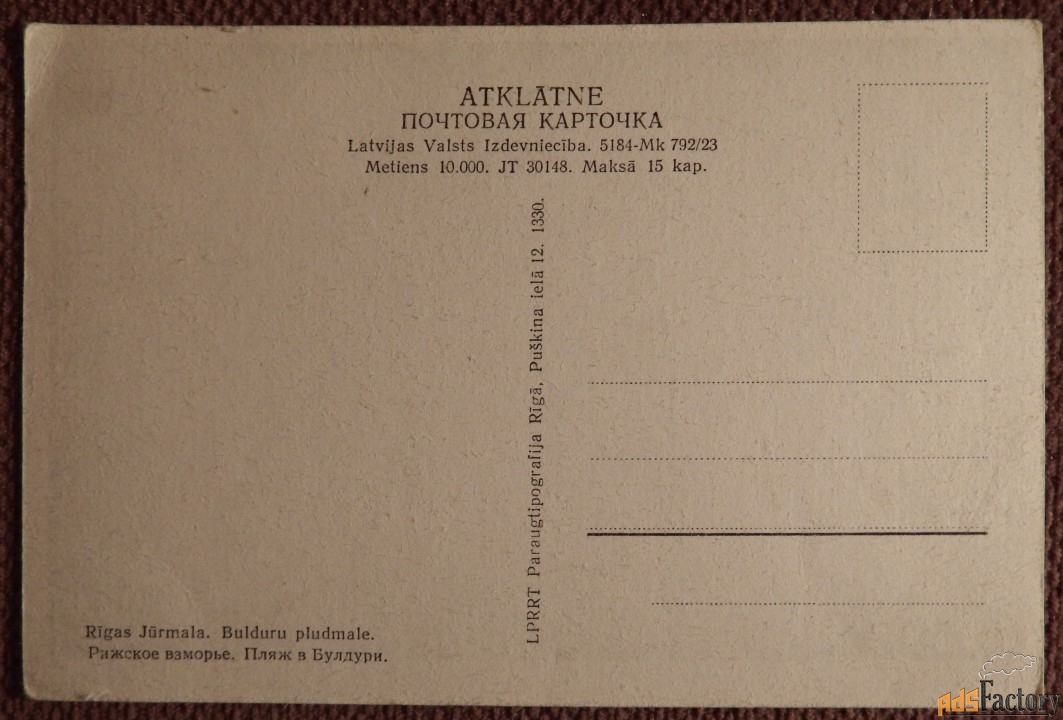 ATKLĀTNE
ПОЧТОВАЯ КАРТОЧКА
Latvijas Valsts Izdevniecība. 5184-Mk 792/23
Metiens 10.000. JT 30148. Maksā 15 kap.
LPRRT Paraugtipografija Rīgā, Puškina ielā 12. 1330.
Rīgas Jūrmala. Bulduru pludmale.
Рижское взморье. Пляж в Булдури.
AdsFactory